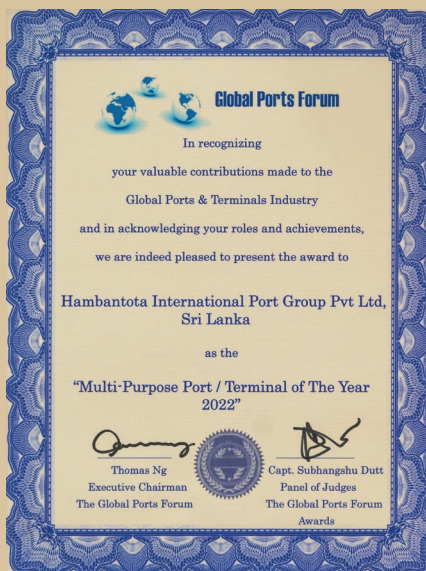 Global Ports Forum
In recognizing
your valuable contributions made to the
Global Ports & Terminals Industry
and in acknowledging your roles and achievements,
we are indeed pleased to present the award to
Hambantota International Port Group Pvt Ltd,
Sri Lanka
as the
“Multi-Purpose Port / Terminal of The Year
2022”
Thomas Ng
Executive Chairman
The Global Ports Forum
Capt. Subhangshu Dutt
Panel of Judges
The Global Ports Forum
Awards